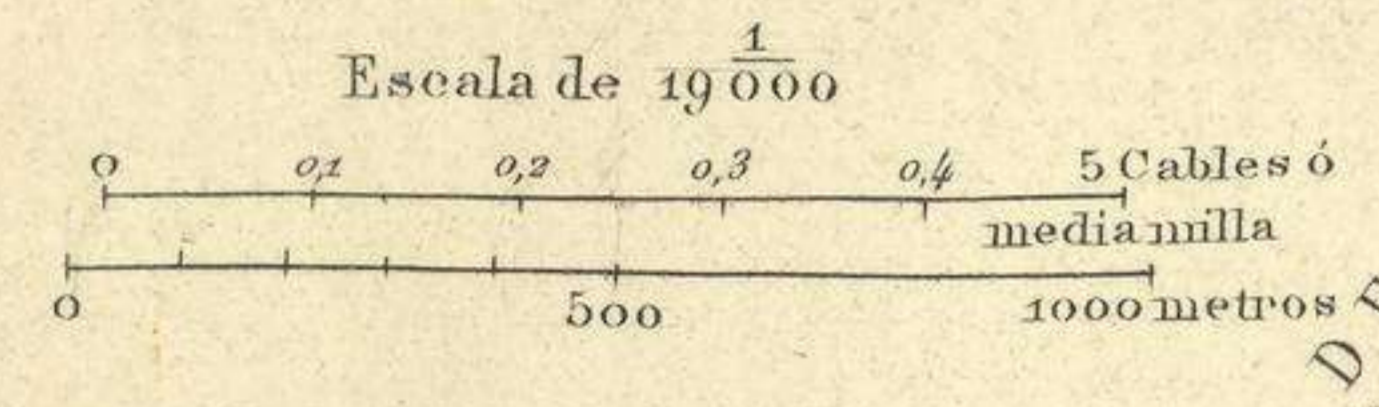 Escala de 1/19000
0 0,1 0,2 0,3 0,4 5 Cables ó
media milla
0 500 1000 metros
D